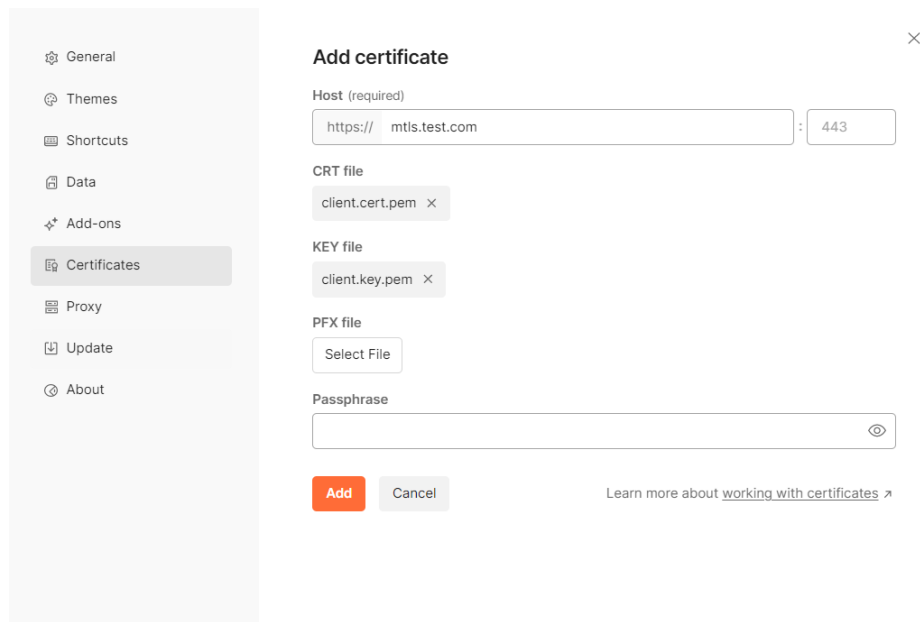 General
Themes
Shortcuts
Data
Add-ons
Certificates
Proxy
Update
About
Add certificate
Host (required)
https:// mtls.test.com : 443
CRT file
client.cert.pem
KEY file
client.key.pem
PFX file
Select File
Passphrase
Add Cancel Learn more about working with certificates